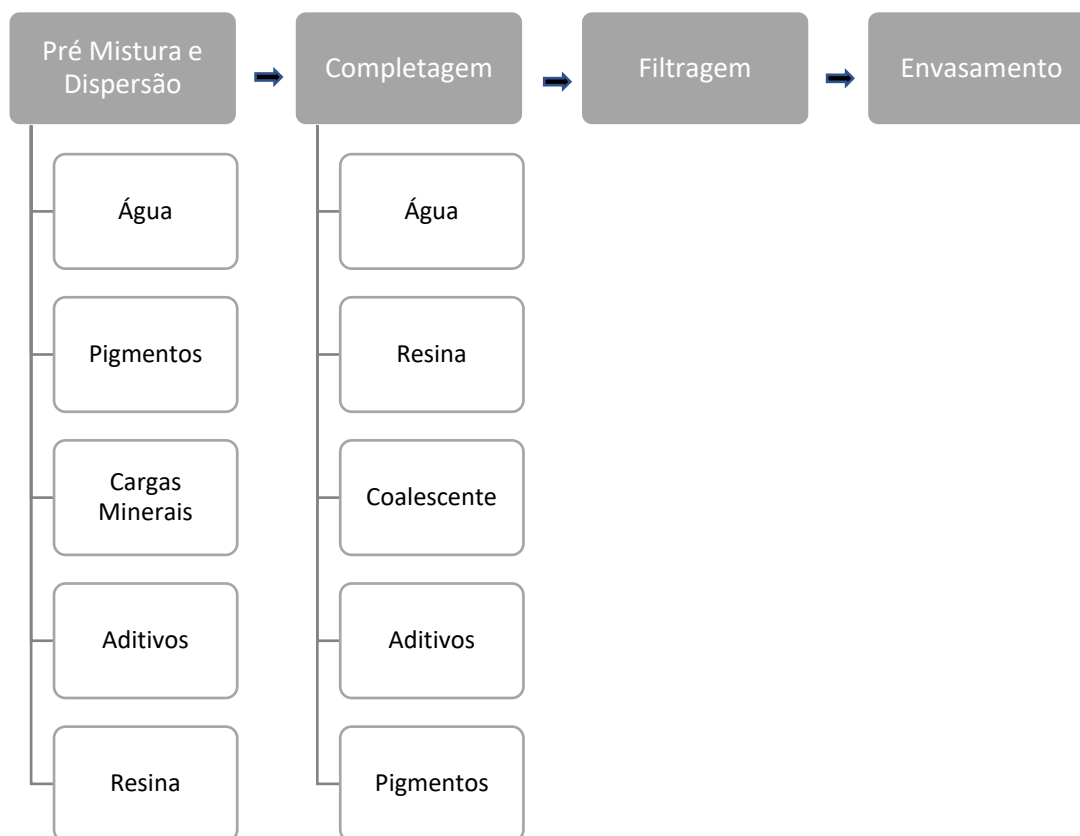 Pré Mistura e
Dispersão
Completagem
Filtragem
Envasamento
Água
Pigmentos
Cargas
Minerais
Aditivos
Resina
Água
Resina
Coalescente
Aditivos
Pigmentos